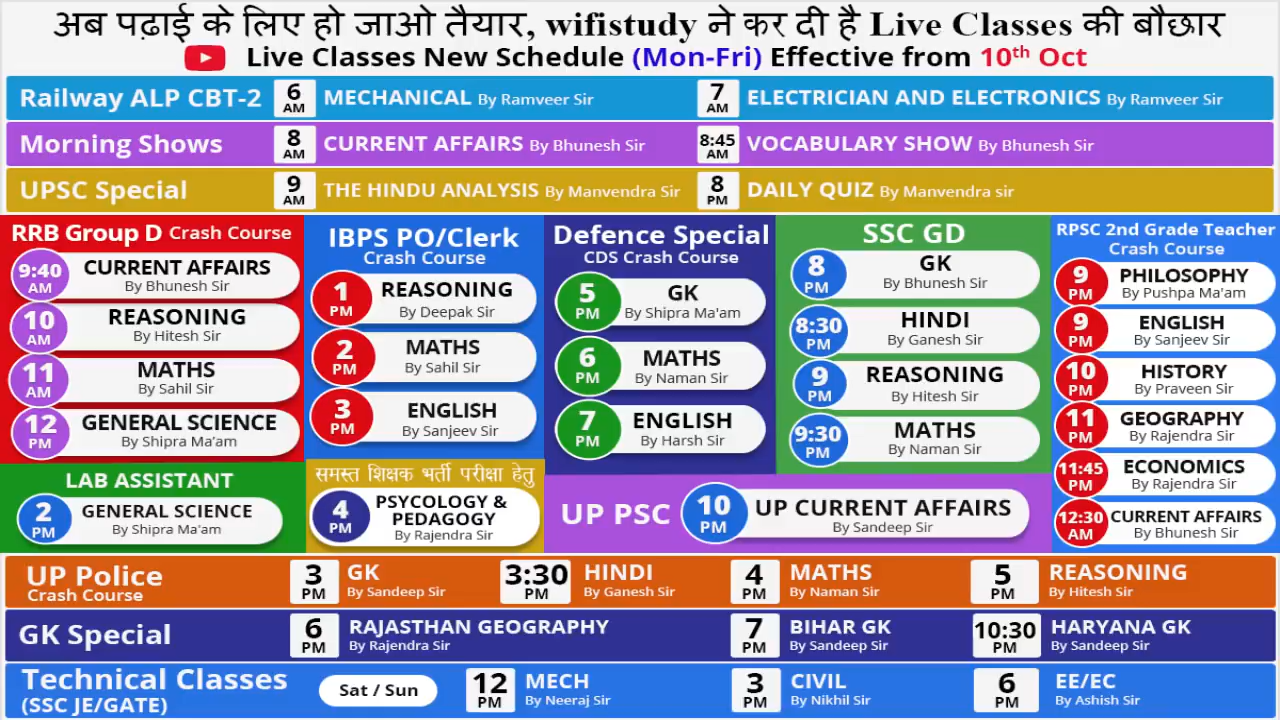 अब पढ़ाई के लिए हो जाओ तैयार, wifistudy ने कर दी है Live Classes की बौछार
Live Classes New Schedule (Mon-Fri) Effective from 10th Oct
Railway ALP CBT-2 6 AM MECHANICAL By Ramveer Sir 7 AM ELECTRICIAN AND ELECTRONICS By Ramveer Sir
Morning Shows 8 AM CURRENT AFFAIRS By Bhunesh Sir 8:45 AM VOCABULARY SHOW By Bhunesh Sir
UPSC Special 9 AM THE HINDU ANALYSIS By Manvendra Sir 8 PM DAILY QUIZ By Manvendra sir
RRB Group D Crash Course
9:40 AM CURRENT AFFAIRS
By Bhunesh Sir
10 AM REASONING
By Hitesh Sir
11 AM MATHS
By Sahil Sir
12 PM GENERAL SCIENCE
By Shipra Ma'am
LAB ASSISTANT
2 PM GENERAL SCIENCE
By Shipra Ma'am
IBPS PO/Clerk
Crash Course
1 PM REASONING
By Deepak Sir
2 PM MATHS
By Sahil Sir
3 PM ENGLISH
By Sanjeev Sir
समस्त शिक्षक भर्ती परीक्षा हेतु
4 PM PSYCOLOGY &
PEDAGOGY
By Rajendra Sir
Defence Special
CDS Crash Course
5 PM GK
By Shipra Ma'am
6 PM MATHS
By Naman Sir
7 PM ENGLISH
By Harsh Sir
SSC GD
8 PM GK
By Bhunesh Sir
8:30 PM HINDI
By Ganesh Sir
9 PM REASONING
By Hitesh Sir
9:30 PM MATHS
By Naman Sir
UP PSC 10 PM UP CURRENT AFFAIRS
By Sandeep Sir
RPSC 2nd Grade Teacher
Crash Course
9 PM PHILOSOPHY
By Pushpa Ma'am
9 PM ENGLISH
By Sanjeev Sir
10 PM HISTORY
By Praveen Sir
11 PM GEOGRAPHY
By Rajendra Sir
11:45 PM ECONOMICS
By Rajendra Sir
12:30 AM CURRENT AFFAIRS
By Bhunesh Sir
UP Police 3 PM GK 3:30 PM HINDI 4 PM MATHS 5 PM REASONING
Crash Course By Sandeep Sir By Ganesh Sir By Naman Sir By Hitesh Sir
GK Special 6 PM RAJASTHAN GEOGRAPHY 7 PM BIHAR GK 10:30 PM HARYANA GK
By Rajendra Sir By Sandeep Sir By Sandeep Sir
Technical Classes Sat / Sun 12 PM MECH 3 PM CIVIL 6 PM EE/EC
(SSC JE/GATE) By Neeraj Sir By Nikhil Sir By Ashish Sir